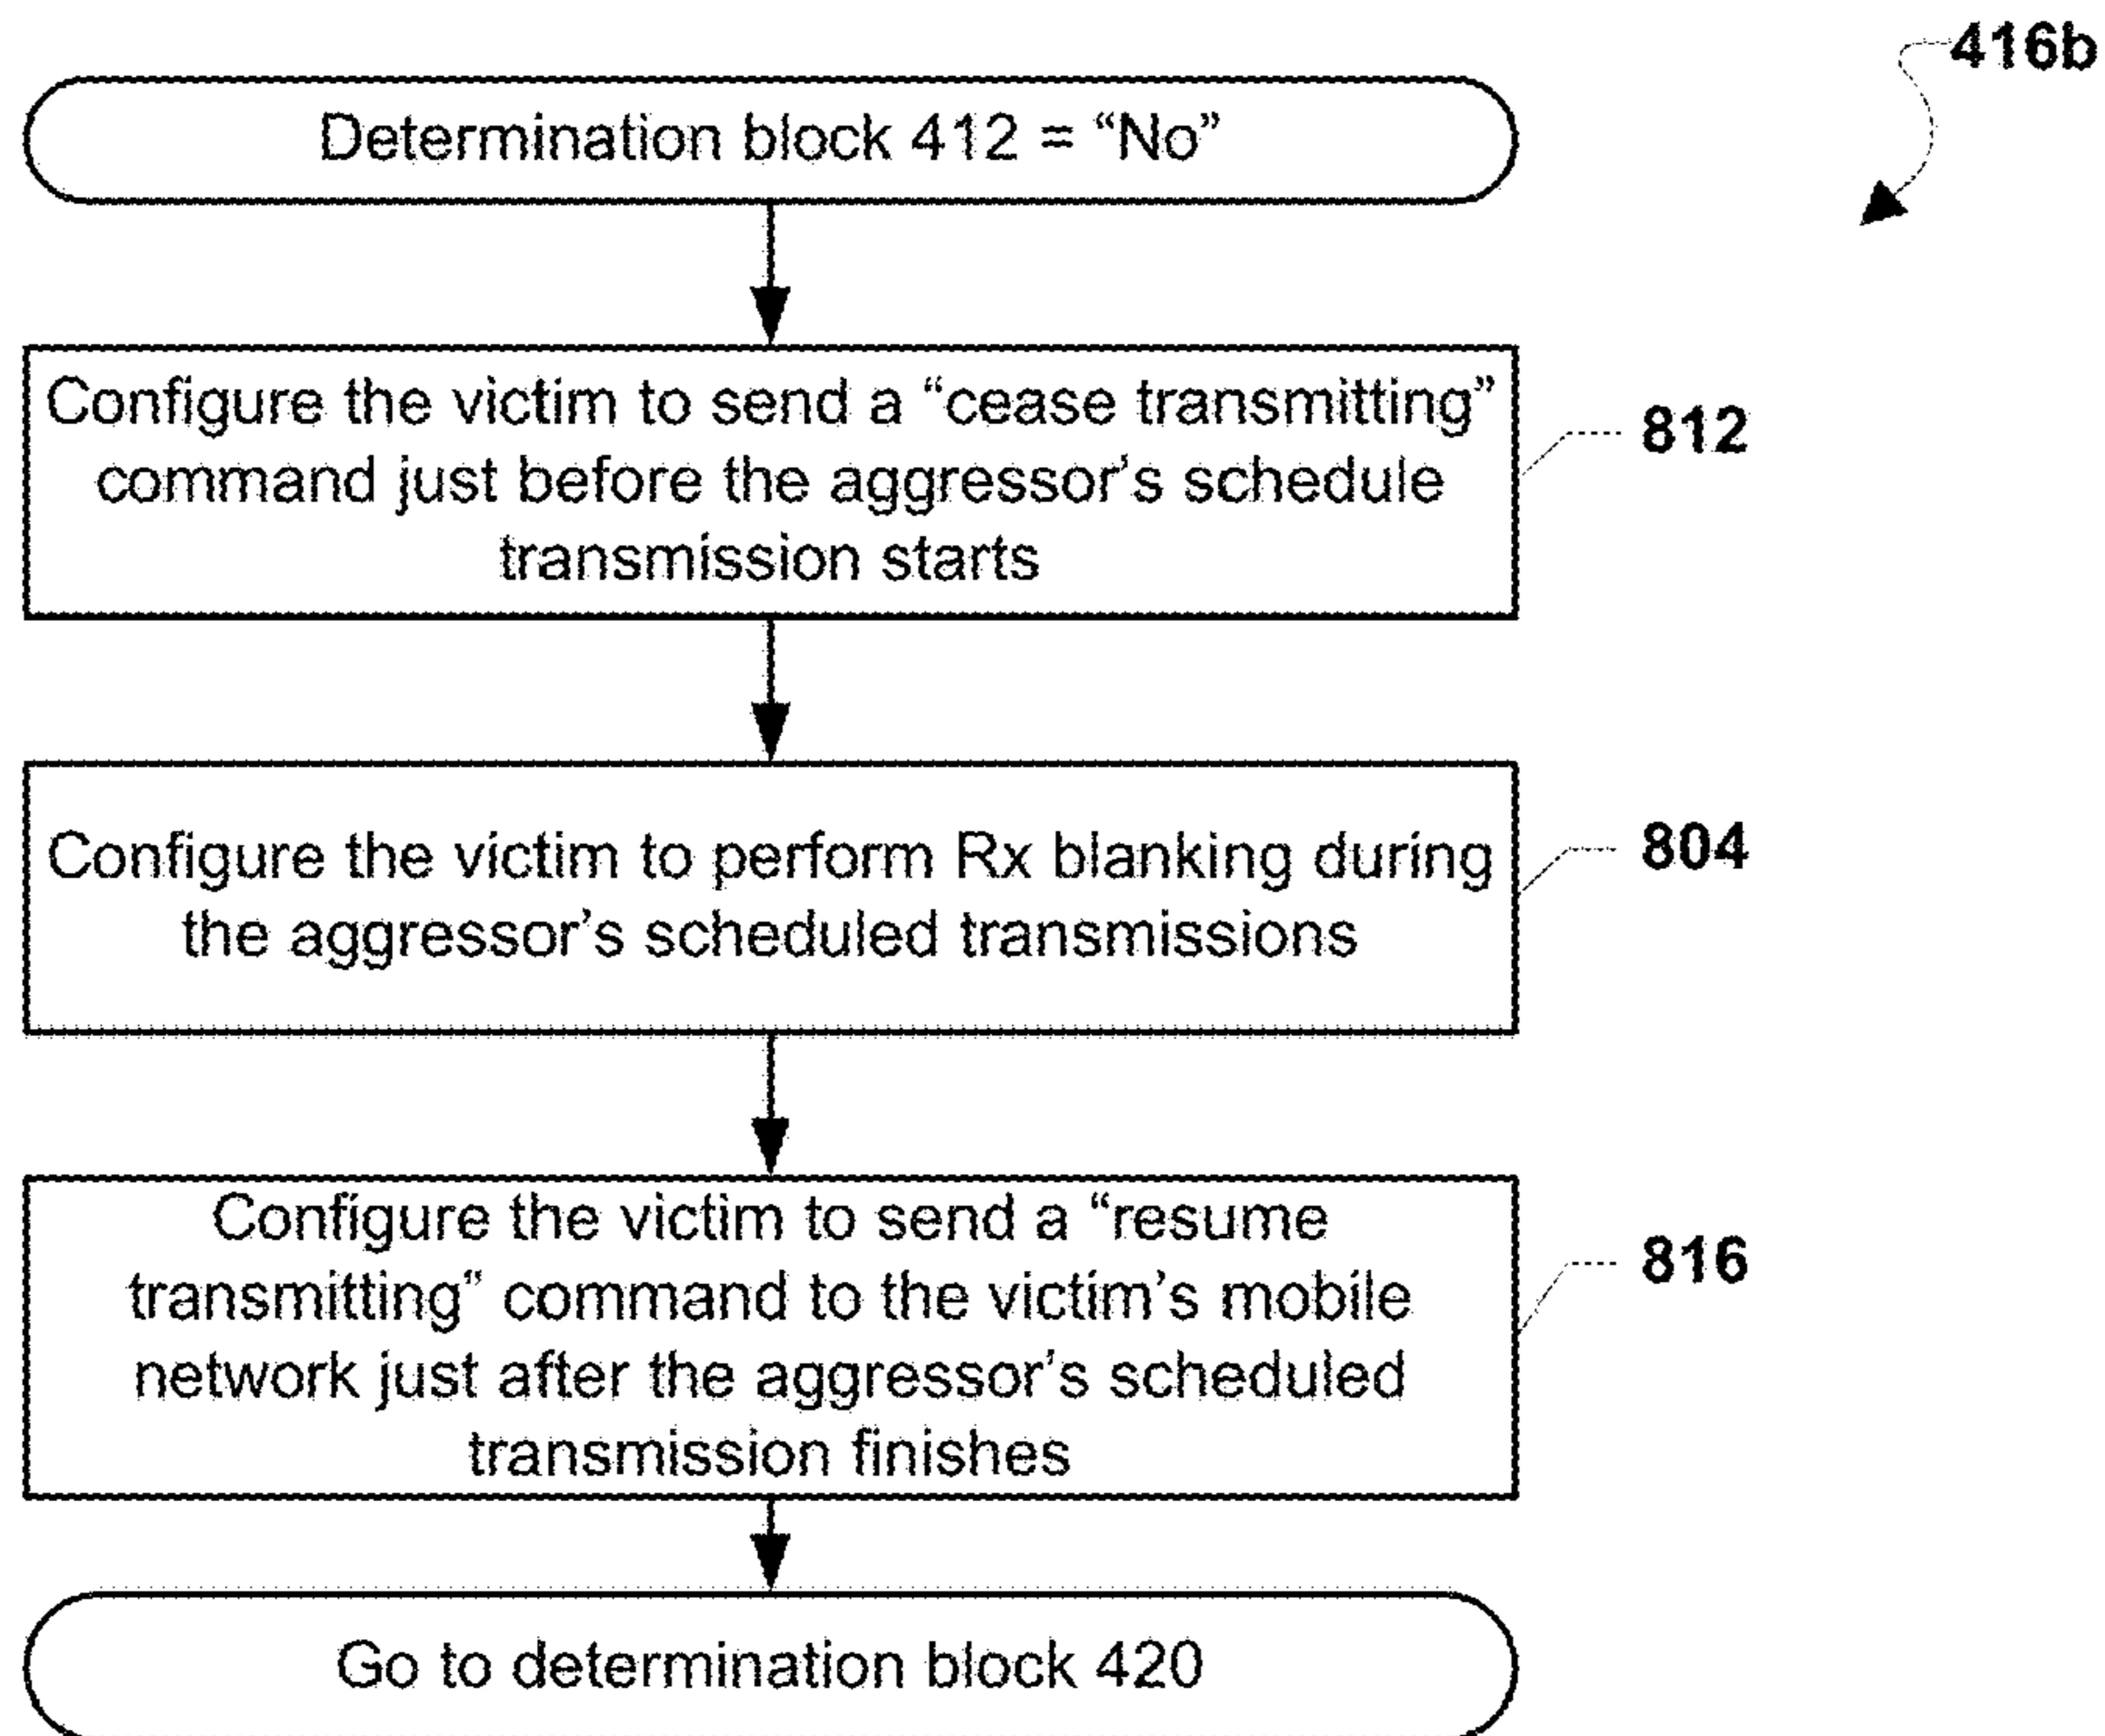 416b
Determination block 412 = “No”
Configure the victim to send a “cease transmitting”
command just before the aggressor’s schedule
transmission starts
812
Configure the victim to perform Rx blanking during
the aggressor’s scheduled transmissions
804
Configure the victim to send a “resume
transmitting” command to the victim’s mobile
network just after the aggressor’s scheduled
transmission finishes
816
Go to determination block 420